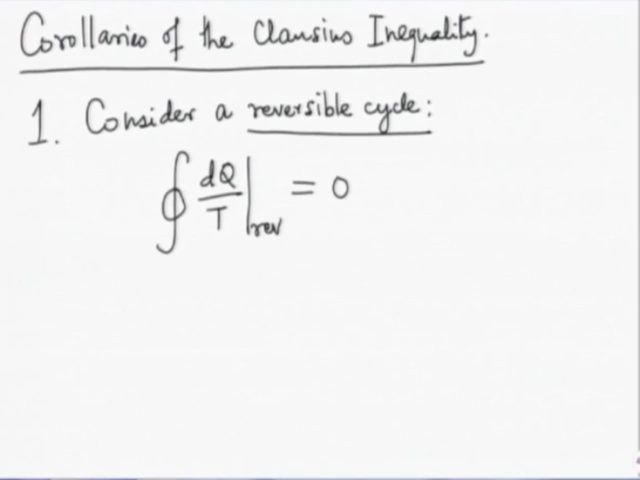 Corollaries of the Clausius Inequality.
1. Consider a reversible cycle:
∮ dQ/T |rev = 0